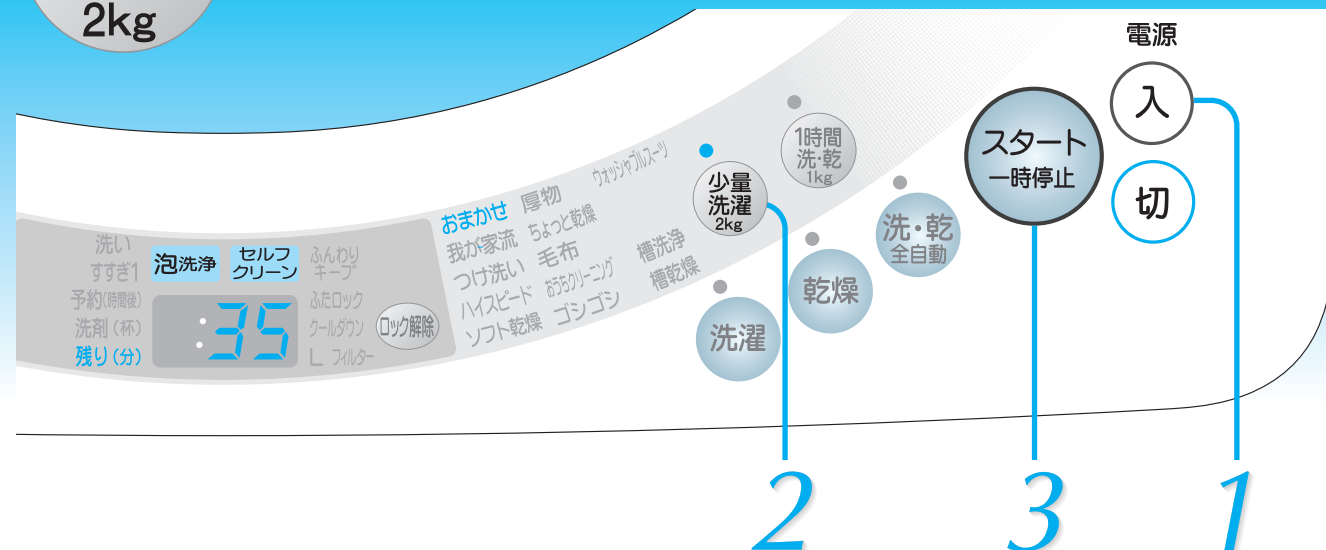 2kg
電源
入
切
スタート
一時停止
1時間
洗・乾
1kg
少量
洗濯
2kg
洗・乾
全自動
乾燥
洗濯
おまかせ
厚物
ウォッシャブルスーツ
我が家流
ちょっと乾燥
つけ洗い
毛布
槽洗浄
ハイスピード
おうちクリーニング
槽乾燥
ソフト乾燥
ゴシゴシ
洗い
すすぎ1
予約(時間後)
洗剤(杯)
残り(分)
泡洗浄
セルフ
クリーン
:35
ふんわり
キープ
ふたロック
クールダウン
L フィルター
ロック解除
2
3
1